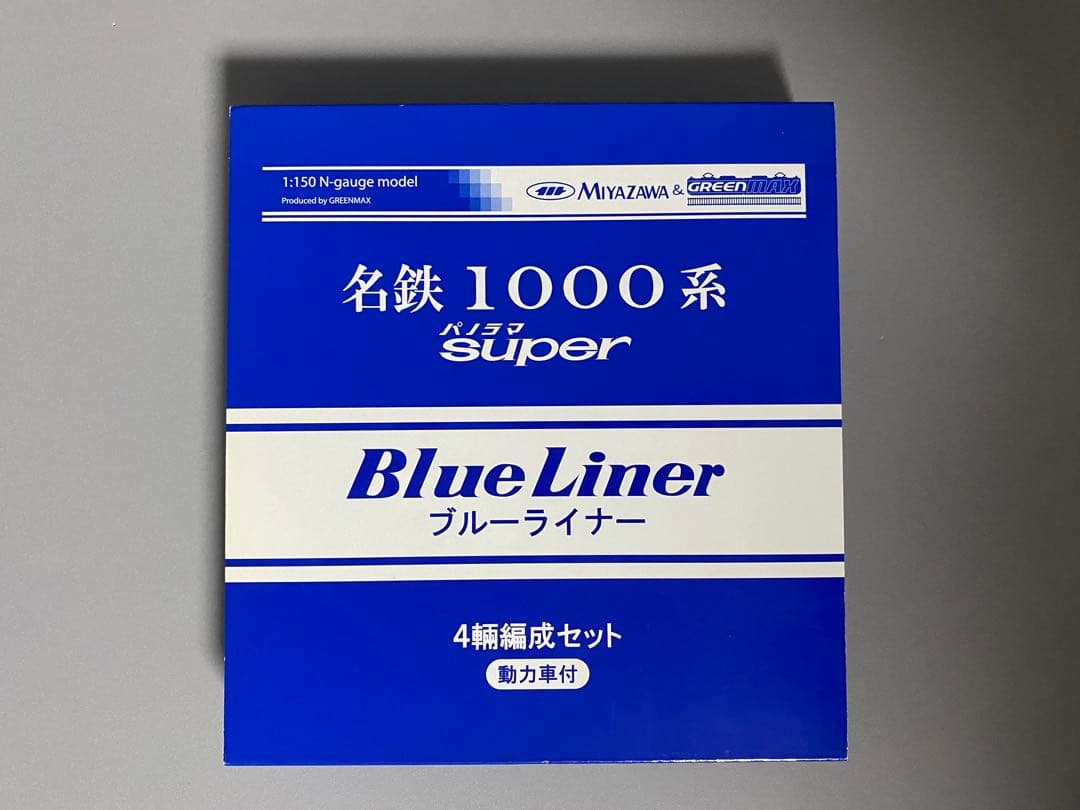 1:150 N-gauge model
Produced by GREENMAX
MIYAZAWA & GREENMAX
名鉄1000系
パノラマ
super
Blue Liner
ブルーライナー
4輛編成セット
動力車付